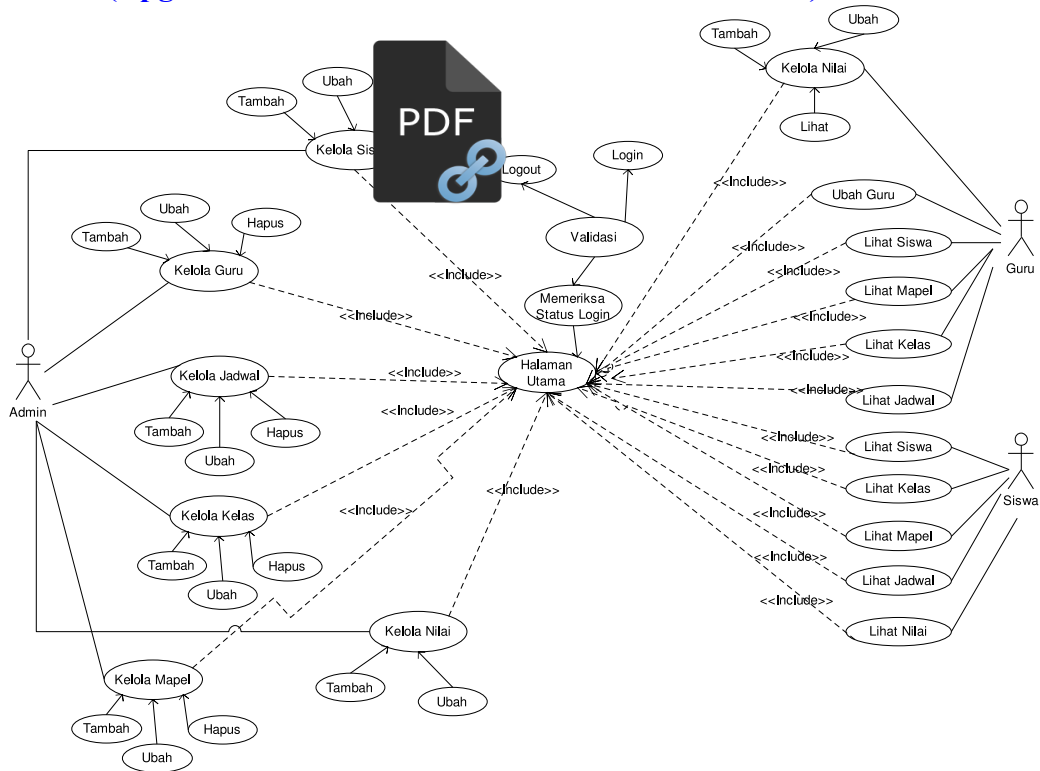 Ubah
Tambah
Kelola Nilai
Lihat
Ubah
Tambah
PDF
Kelola
Logout
Login
<<Include>>
Validasi
Ubah Guru
Ubah
Hapus
Tambah
Kelola Guru
Lihat Siswa
Guru
<<Include>>
<<Include>>
<<Include>>
Memeriksa
Status Login
Lihat Mapel
<<Include>>
<<Include>>
Lihat Kelas
<<Include>>
Halaman
Utama
Kelola Jadwal
<<Include>>
<<Include>>
Lihat Jadwal
Admin
<<Include>>
Tambah
Hapus
Ubah
<<Include>>
Lihat Siswa
<<Include>>
Lihat Kelas
Siswa
<<Include>>
Kelola Kelas
<<Include>>
<<Include>>
Lihat Mapel
Tambah
Hapus
Ubah
<<Include>>
Lihat Jadwal
<<Include>>
Kelola Nilai
Lihat Nilai
Kelola Mapel
Tambah
Ubah
Tambah
Hapus
Ubah